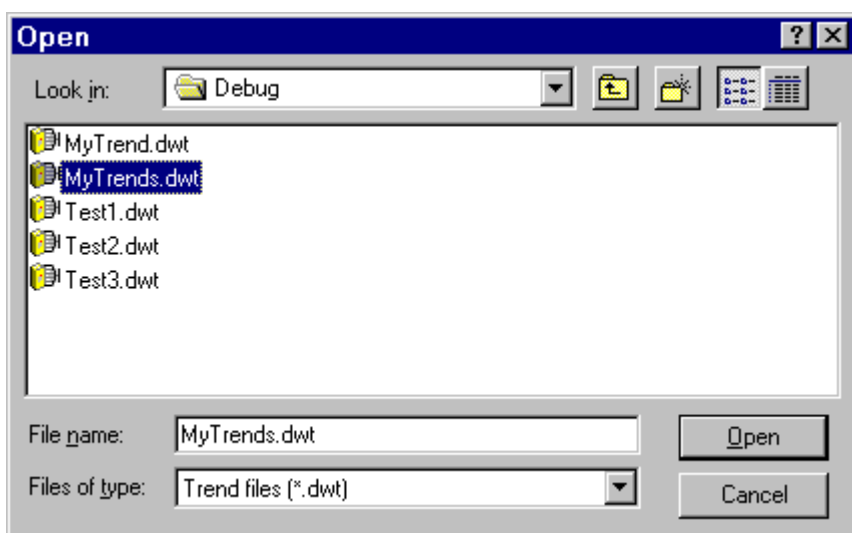 Open
Look in: Debug
MyTrend.dwt
MyTrends.dwt
Test1.dwt
Test2.dwt
Test3.dwt
File name: MyTrends.dwt Open
Files of type: Trend files (*.dwt) Cancel